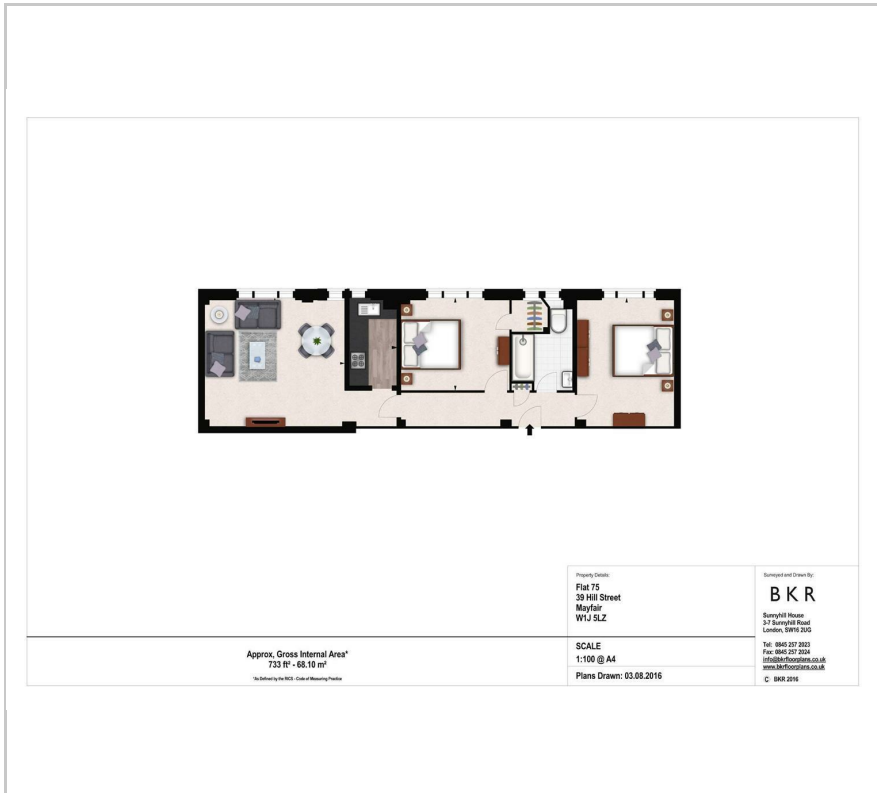 Approx, Gross Internal Area*
733 ft² - 68.10 m²
*As Defined by the RICS - Code of Measuring Practice
Property Details:
Flat 75
39 Hill Street
Mayfair
W1J 5LZ
SCALE
1:100 @ A4
Plans Drawn: 03.08.2016
Surveyed and Drawn By:
BKR
Sunnyhill House
3-7 Sunnyhill Road
London, SW16 2UG
Tel: 0845 257 2023
Fax: 0845 257 2024
info@bkrfloorplans.co.uk
www.bkrfloorplans.co.uk
© BKR 2016